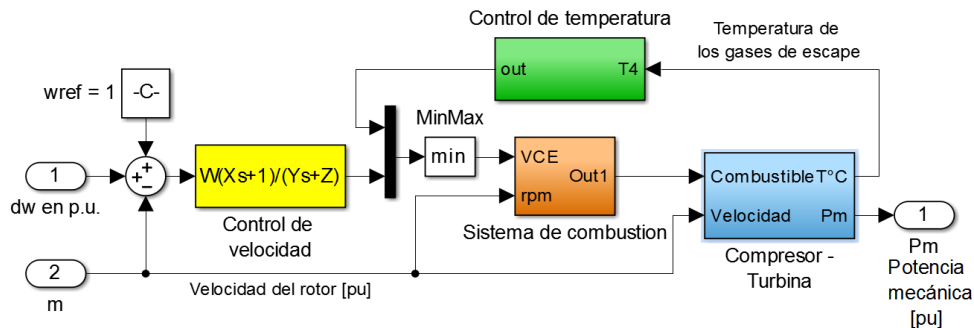 Control de temperatura
out
T4
Temperatura de
los gases de escape
wref = 1
-C-
MinMax
min
1
dw en p.u.
+
+
−
W(Xs+1)/(Ys+Z)
Control de
velocidad
VCE
rpm
Out1
Sistema de combustion
Combustible
T°C
Velocidad
Pm
Compresor -
Turbina
1
Pm
Potencia
mecánica
[pu]
2
m
Velocidad del rotor [pu]